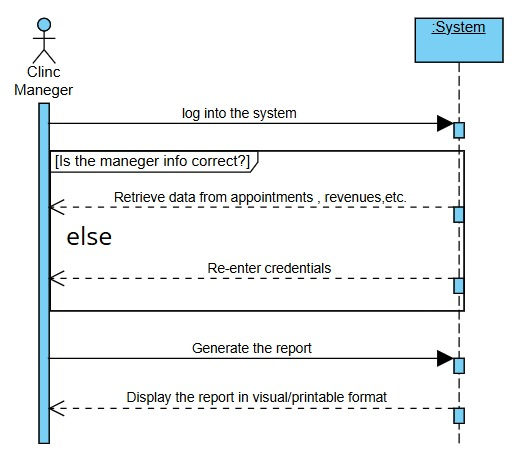 :System
Clinc
Maneger
log into the system
[Is the maneger info correct?]
Retrieve data from appointments , revenues,etc.
else
Re-enter credentials
Generate the report
Display the report in visual/printable format